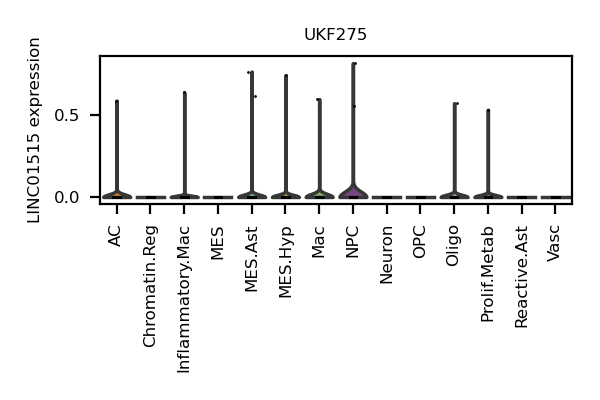 UKF275
LINC01515 expression
0.5
0.0
AC
Chromatin.Reg
Inflammatory.Mac
MES
MES.Ast
MES.Hyp
Mac
NPC
Neuron
OPC
Oligo
Prolif.Metab
Reactive.Ast
Vasc